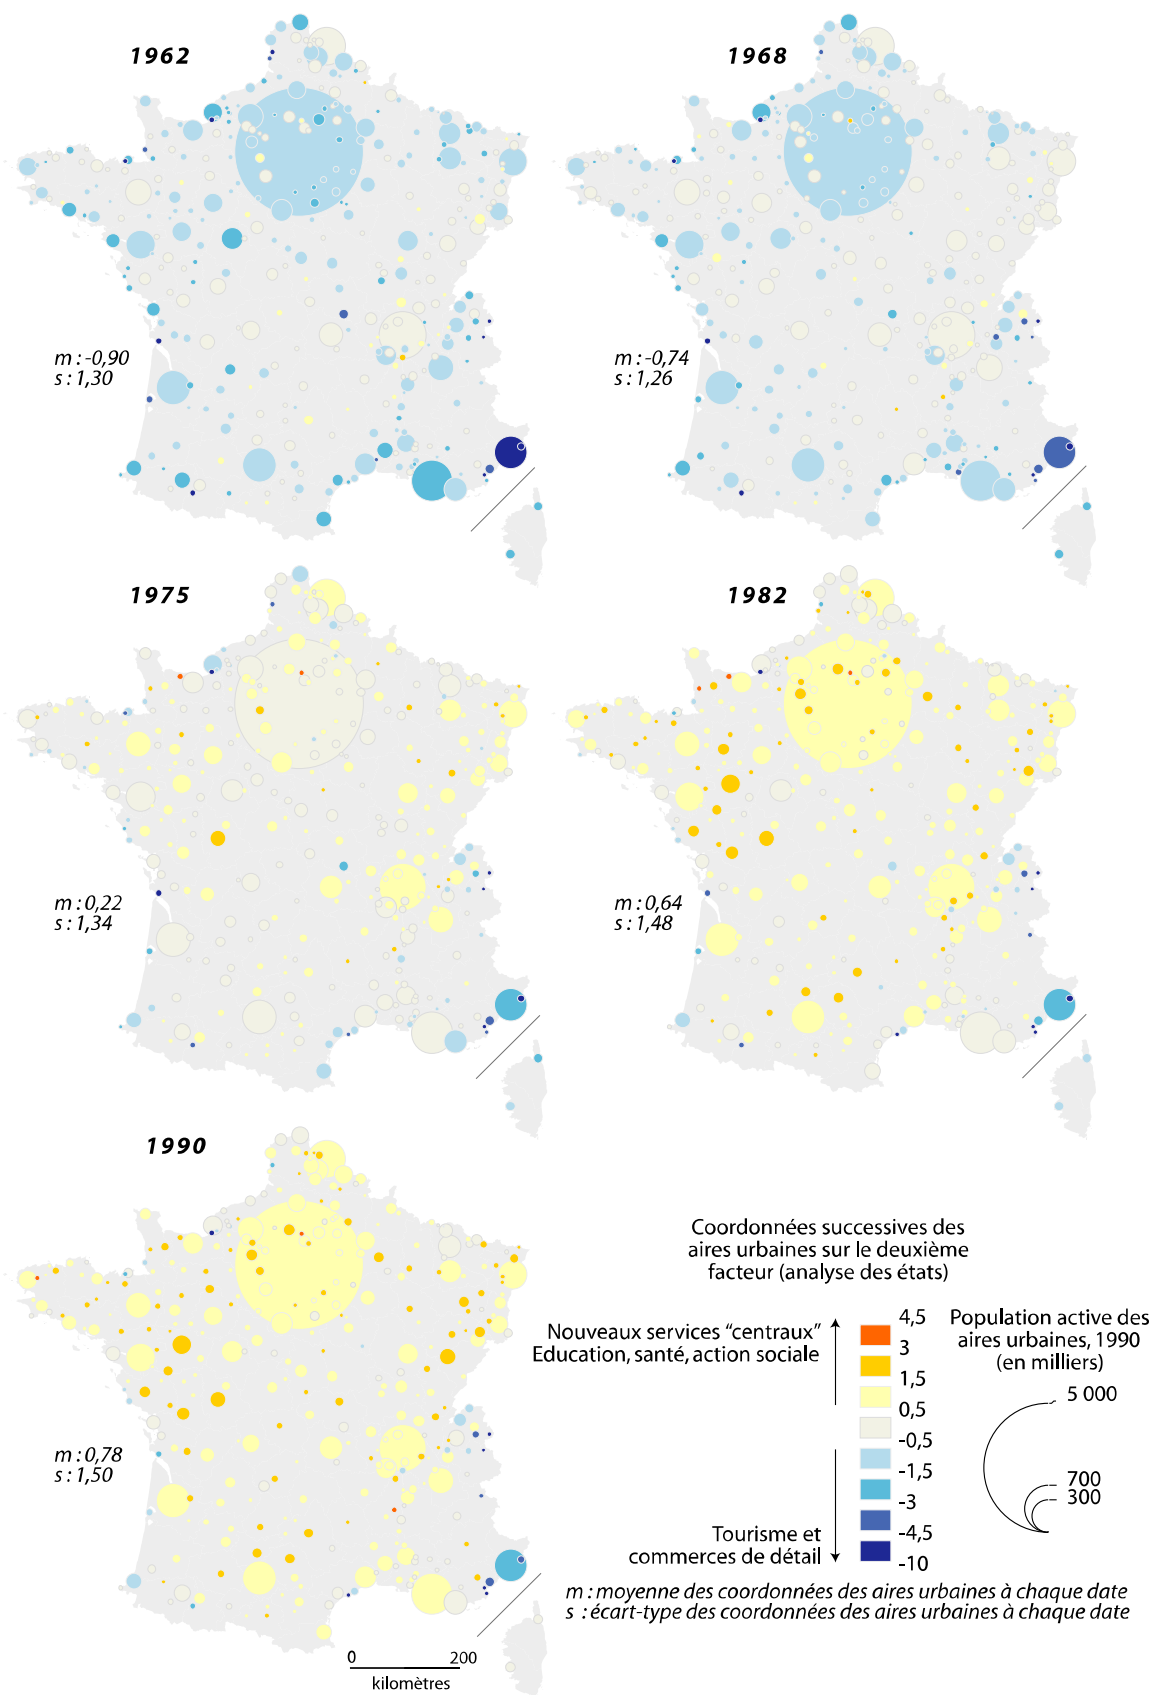 1962
1968
m : -0,90
s : 1,30
m : -0,74
s : 1,26
1975
1982
m : 0,22
s : 1,34
m : 0,64
s : 1,48
1990
m : 0,78
s : 1,50
0 200
kilomètres
Coordonnées successives des
aires urbaines sur le deuxième
facteur (analyse des états)
Nouveaux services “centraux”
Education, santé, action sociale
Tourisme et
commerces de détail
4,5
3
1,5
0,5
-0,5
-1,5
-3
-4,5
-10
Population active des
aires urbaines, 1990
(en milliers)
5 000
700
300
m : moyenne des coordonnées des aires urbaines à chaque date
s : écart-type des coordonnées des aires urbaines à chaque date